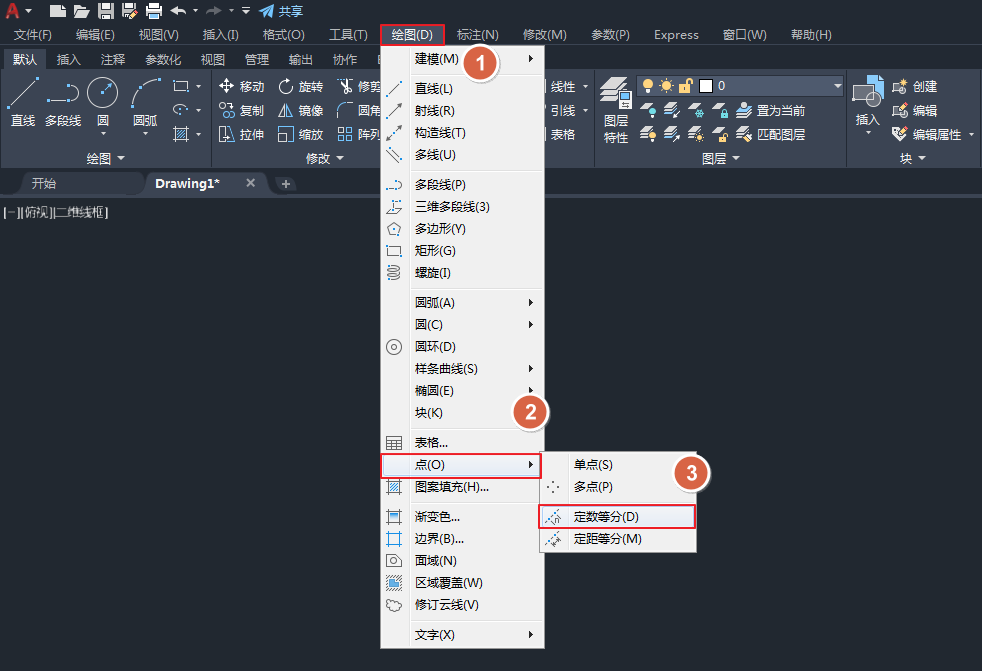 共享
文件(F) 编辑(E) 视图(V) 插入(I) 格式(O) 工具(T) 绘图(D) 标注(N) 修改(M) 参数(P) Express 窗口(W) 帮助(H)
默认 插入 注释 参数化 视图 管理 输出 协作
直线 多段线 圆 圆弧
移动 旋转 修剪
复制 镜像 圆角
拉伸 缩放 阵列
线性
引线
表格
图层
特性
0
置为当前
匹配图层
插入
创建
编辑
编辑属性
绘图 修改 图层 块
开始 Drawing1*
[-][俯视][二维线框]
建模(M)
1
直线(L)
射线(R)
构造线(T)
多线(U)
多段线(P)
三维多段线(3)
多边形(Y)
矩形(G)
螺旋(I)
圆弧(A)
圆(C)
圆环(D)
样条曲线(S)
椭圆(E)
块(K)
2
表格...
点(O)
图案填充(H)...
渐变色...
边界(B)...
面域(N)
区域覆盖(W)
修订云线(V)
文字(X)
单点(S)
3
多点(P)
定数等分(D)
定距等分(M)